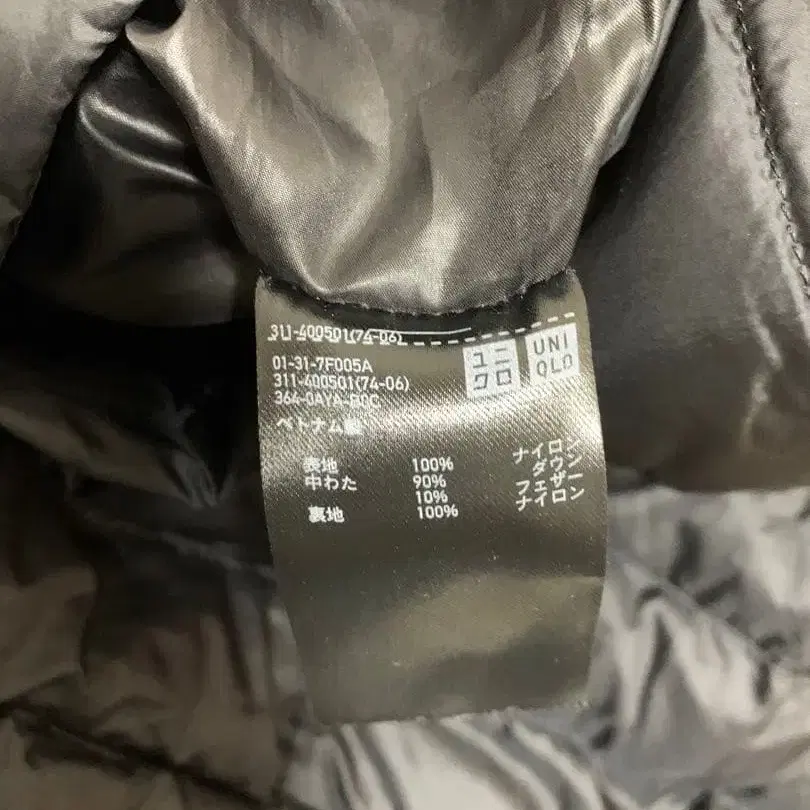 311-400501(74-06)
ユニクロ
UNIQLO
01-31-7F005A
311-400501(74-06)
364-0AYA-B0C
ベトナム製
表地 100% ナイロン
中わた 90% ダウン
10% フェザー
裏地 100% ナイロン